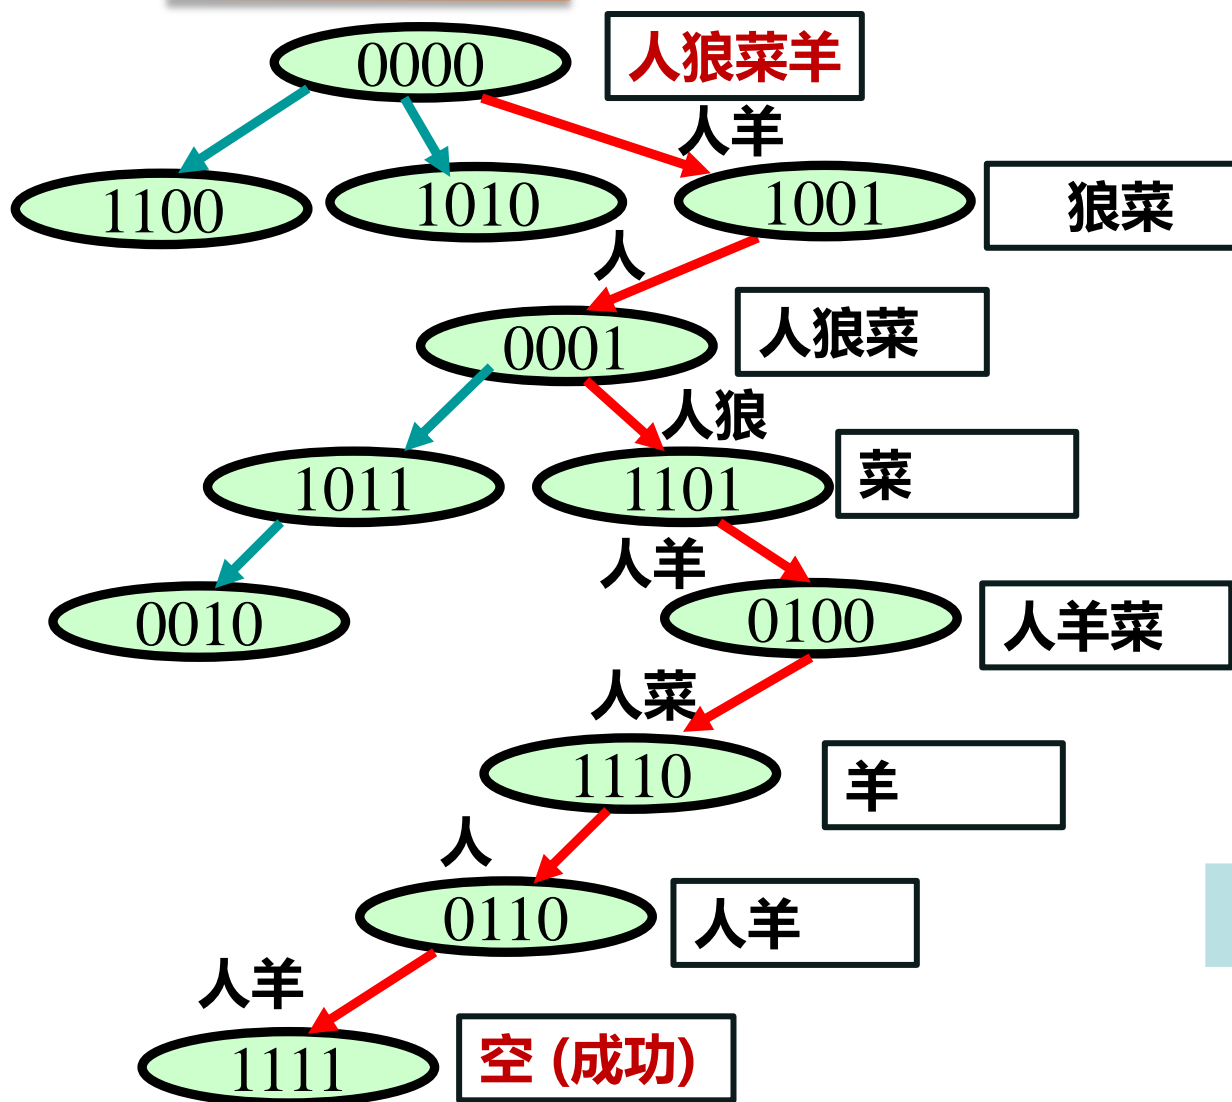 0000
人狼菜羊
人羊
1100
1010
1001
狼菜
人
0001
人狼菜
人狼
1011
1101
菜
人羊
0010
0100
人羊菜
人菜
1110
羊
人
0110
人羊
人羊
1111
空 (成功)